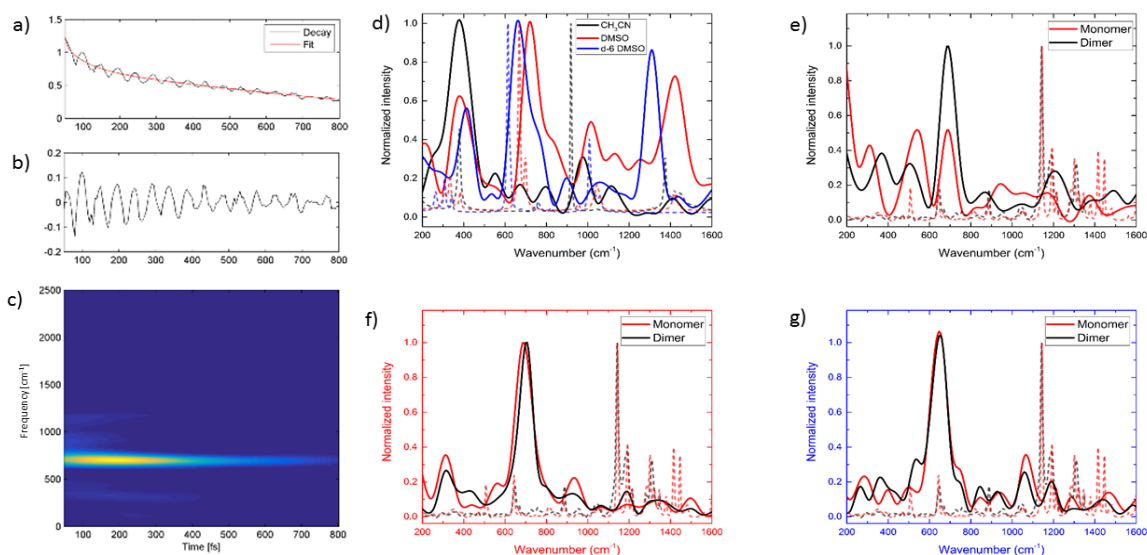 a)
1.5
1
0.5
0
Decay
Fit
100 200 300 400 500 600 700 800
b)
0.2
0.1
0
-0.1
-0.2
100 200 300 400 500 600 700 800
c)
2500
2000
1500
1000
500
0
Frequency [cm⁻¹]
100 200 300 400 500 600 700 800
Time [fs]
d)
Normalized intensity
1.0
0.8
0.6
0.4
0.2
0.0
CH₃CN
DMSO
d-6 DMSO
200 400 600 800 1000 1200 1400 1600
Wavenumber (cm⁻¹)
e)
Normalized intensity
1.0
0.8
0.6
0.4
0.2
0.0
Monomer
Dimer
200 400 600 800 1000 1200 1400 1600
Wavenumber (cm⁻¹)
f)
Normalized intensity
1.0
0.8
0.6
0.4
0.2
0.0
Monomer
Dimer
200 400 600 800 1000 1200 1400 1600
Wavenumber (cm⁻¹)
g)
Normalized intensity
1.0
0.8
0.6
0.4
0.2
0.0
Monomer
Dimer
200 400 600 800 1000 1200 1400 1600
Wavenumber (cm⁻¹)